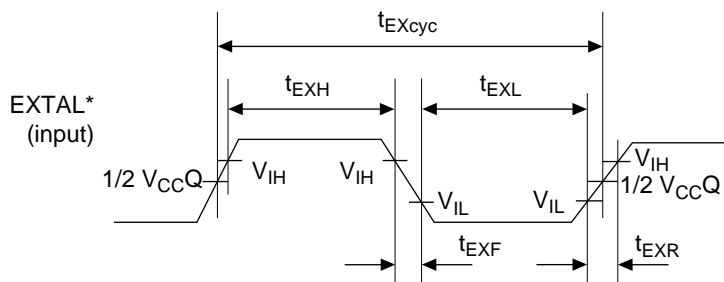 tEXcyc
tEXH
tEXL
EXTAL*
(input)
1/2 VCCQ
VIH
VIH
VIL
VIL
VIH
1/2 VCCQ
tEXF
tEXR